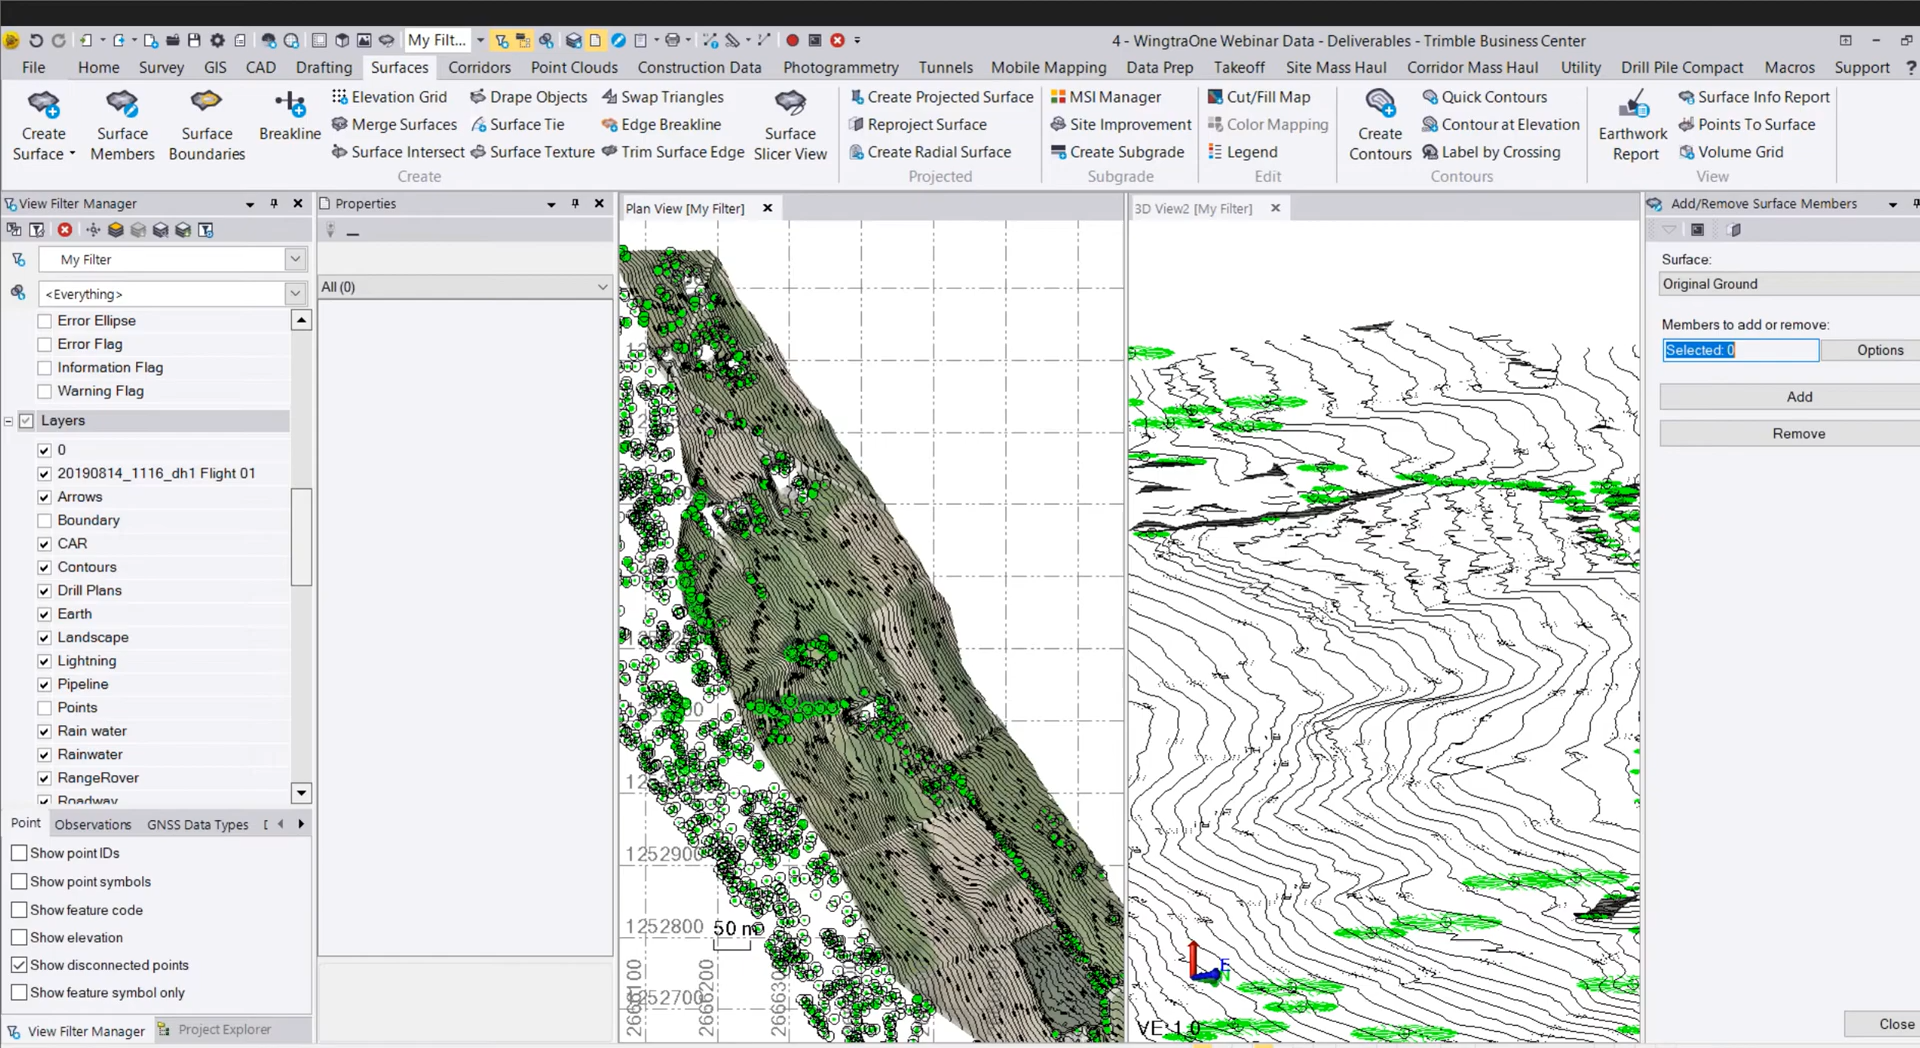 My Filt...
4 - WingtraOne Webinar Data - Deliverables - Trimble Business Center
File Home Survey GIS CAD Drafting Surfaces Corridors Point Clouds Construction Data Photogrammetry Tunnels Mobile Mapping Data Prep Takeoff Site Mass Haul Corridor Mass Haul Utility Drill Pile Compact Macros Support ?
Create Surface
Surface Members
Surface Boundaries
Breakline
Elevation Grid
Merge Surfaces
Surface Intersect
Drape Objects
Surface Tie
Surface Texture
Swap Triangles
Edge Breakline
Trim Surface Edge
Surface Slicer View
Create
Create Projected Surface
Reproject Surface
Create Radial Surface
Projected
MSI Manager
Site Improvement
Create Subgrade
Subgrade
Cut/Fill Map
Color Mapping
Legend
Edit
Create Contours
Quick Contours
Contour at Elevation
Label by Crossing
Contours
Earthwork Report
Surface Info Report
Points To Surface
Volume Grid
View
View Filter Manager
My Filter
<Everything>
Error Ellipse
Error Flag
Information Flag
Warning Flag
Layers
0
20190814_1116_dh1 Flight 01
Arrows
Boundary
CAR
Contours
Drill Plans
Earth
Landscape
Lightning
Pipeline
Points
Rain water
Rainwater
RangeRover
Roadway
Point Observations GNSS Data Types
Show point IDs
Show point symbols
Show feature code
Show elevation
Show disconnected points
Show feature symbol only
View Filter Manager Project Explorer
Properties
All (0)
Plan View [My Filter]
1252900
1252800
50 m
1252700
2666100
2666200
3D View2 [My Filter]
E
N
VE: 1.0
Add/Remove Surface Members
Surface:
Original Ground
Members to add or remove:
Selected: 0
Options
Add
Remove
Close